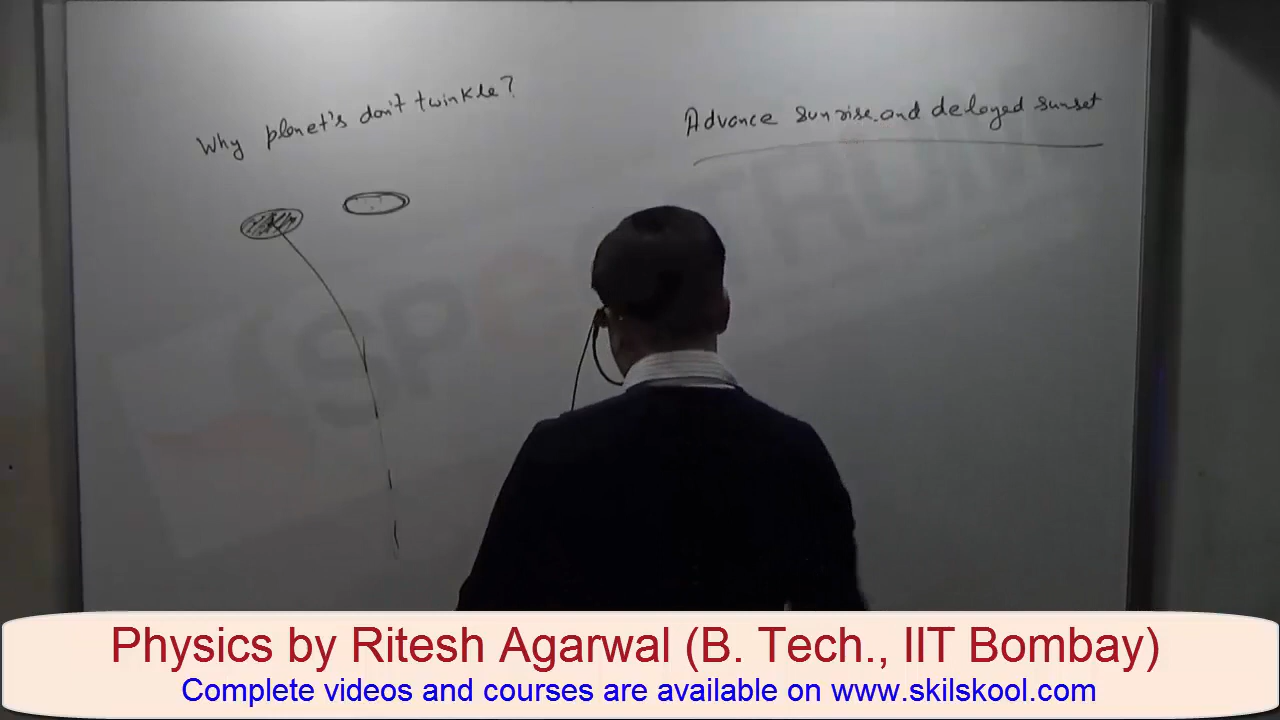 Why planet's don't twinkle?
Advance sunrise and delayed sunset
SPECTRUM
Physics by Ritesh Agarwal (B. Tech., IIT Bombay)
Complete videos and courses are available on www.skilskool.com